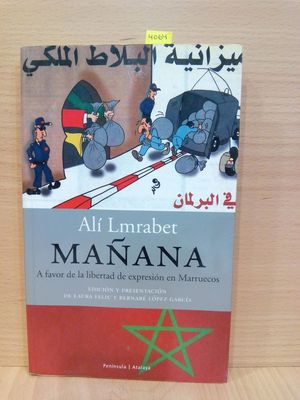 ميزانية البلاط الملكي
في البرلمان
Alí Lmrabet
MAÑANA
A favor de la libertad de expresión en Marruecos
EDICIÓN Y PRESENTACIÓN
DE LAURA FELIU Y BERNABÉ LÓPEZ GARCÍA
Península | Atalaya